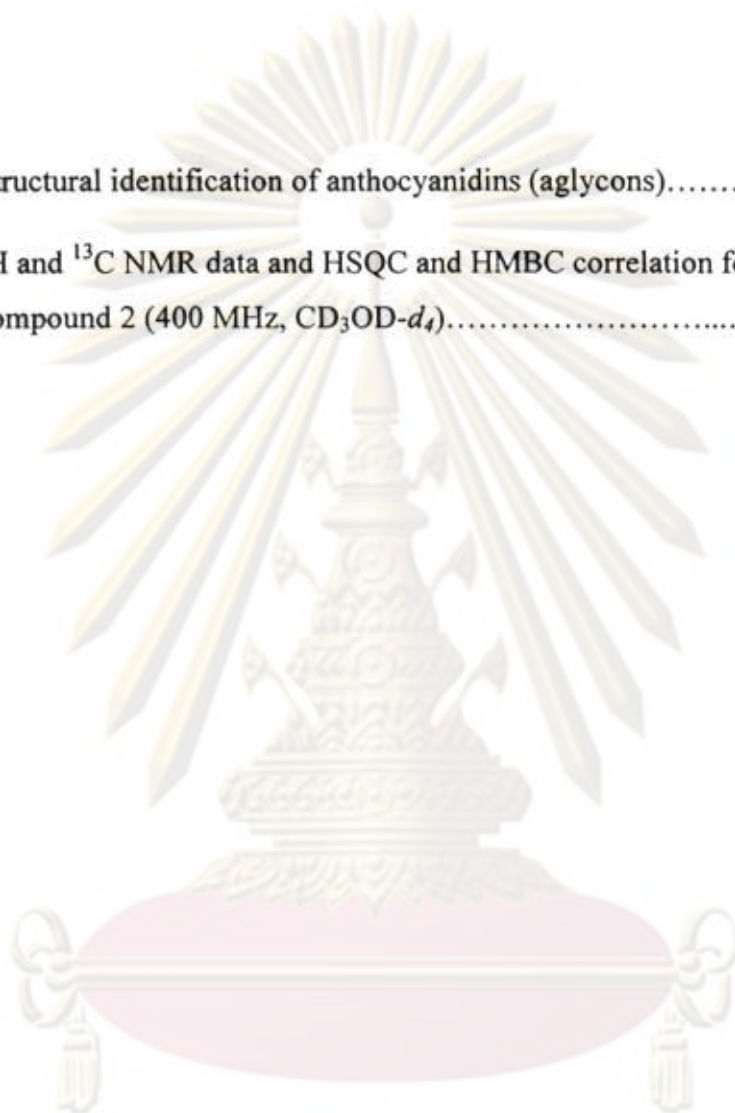 tructural identification of anthocyanidins (aglycons).......
H and ¹³C NMR data and HSQC and HMBC correlation fo
ompound 2 (400 MHz, CD₃OD-d₄)..............................